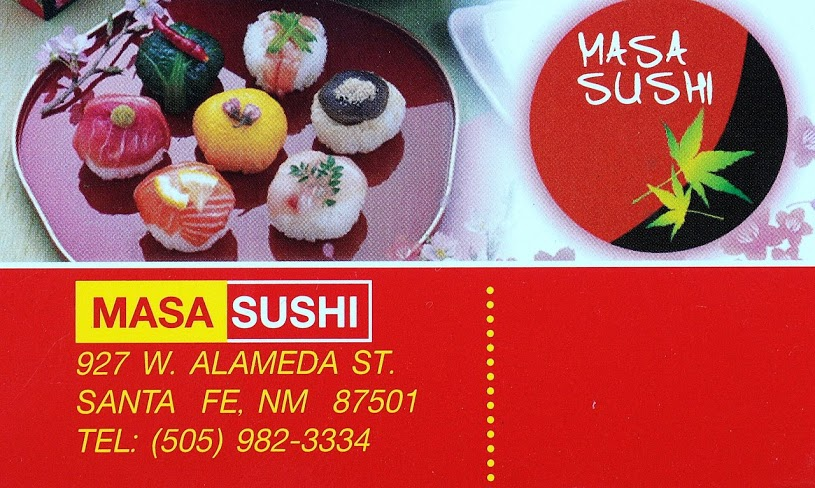 MASA
SUSHI
MASA SUSHI
927 W. ALAMEDA ST.
SANTA FE, NM 87501
TEL: (505) 982-3334